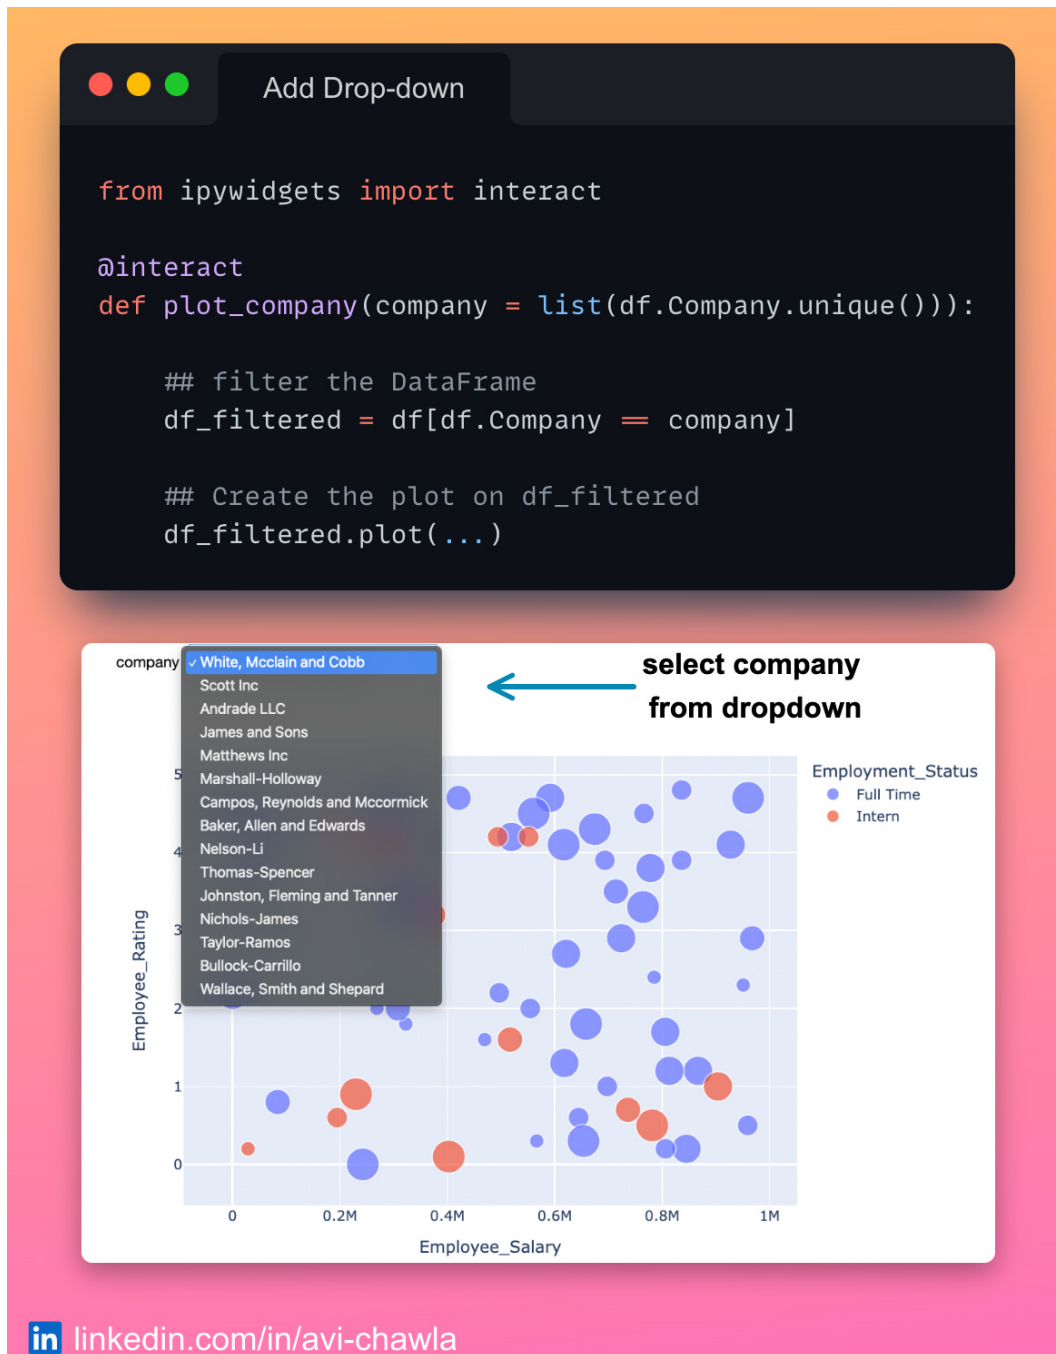 Add Drop-down
from ipywidgets import interact
@interact
def plot_company(company = list(df.Company.unique())):
## filter the DataFrame
df_filtered = df[df.Company == company]
## Create the plot on df_filtered
df_filtered.plot(...)
company
✓ White, Mcclain and Cobb
Scott Inc
Andrade LLC
James and Sons
Matthews Inc
Marshall-Holloway
Campos, Reynolds and Mccormick
Baker, Allen and Edwards
Nelson-Li
Thomas-Spencer
Johnston, Fleming and Tanner
Nichols-James
Taylor-Ramos
Bullock-Carrillo
Wallace, Smith and Shepard
select company
from dropdown
Employment_Status
Full Time
Intern
Employee_Rating
5
4
3
2
1
0
0 0.2M 0.4M 0.6M 0.8M 1M
Employee_Salary
in linkedin.com/in/avi-chawla